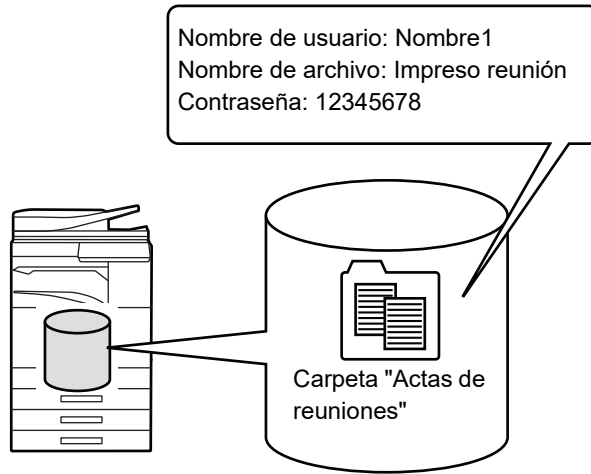 Nombre de usuario: Nombre1
Nombre de archivo: Impreso reunión
Contraseña: 12345678
Carpeta "Actas de
reuniones"